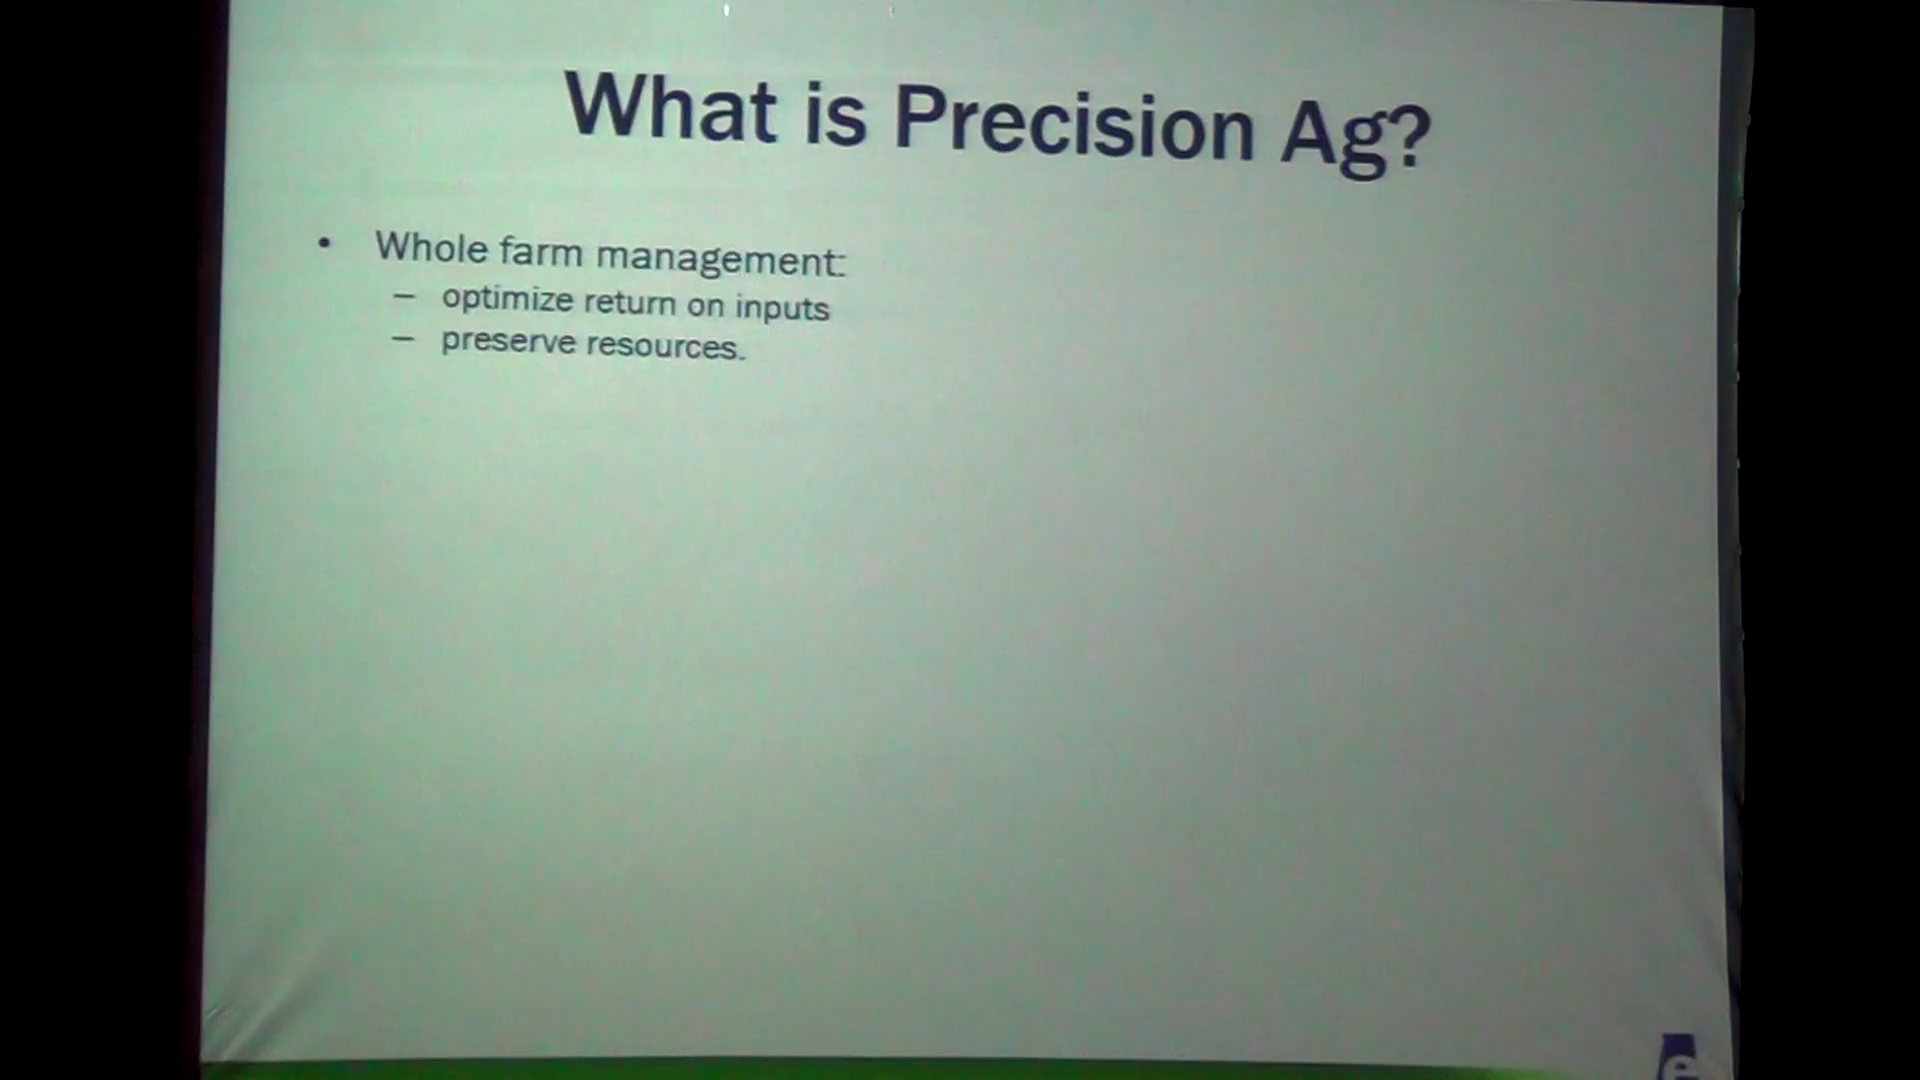 What is Precision Ag?
• Whole farm management:
– optimize return on inputs
– preserve resources.
e